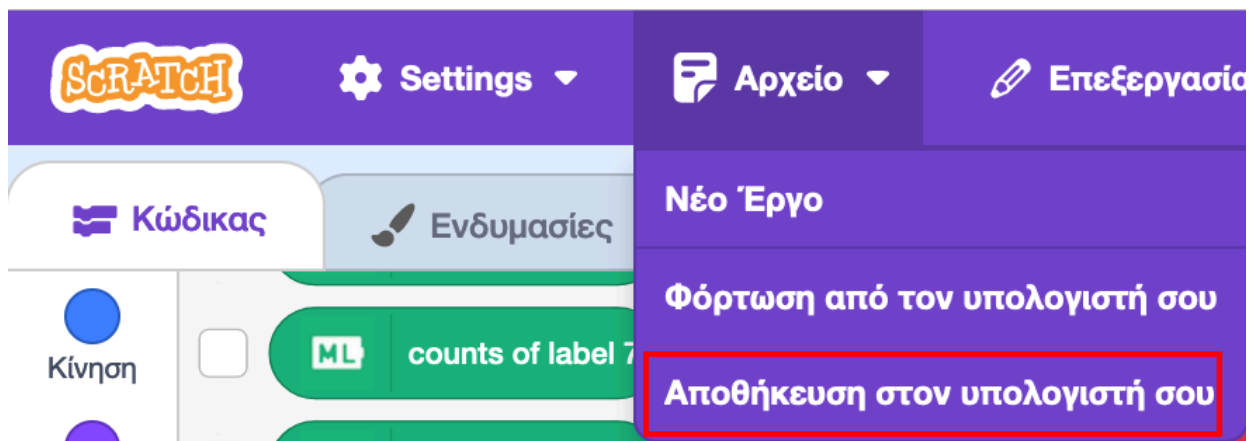 SCRATCH Settings Αρχείο Επεξεργασία
Κώδικας Ενδυμασίες
Νέο Έργο
Φόρτωση από τον υπολογιστή σου
Κίνηση
ML counts of label 7
Αποθήκευση στον υπολογιστή σου